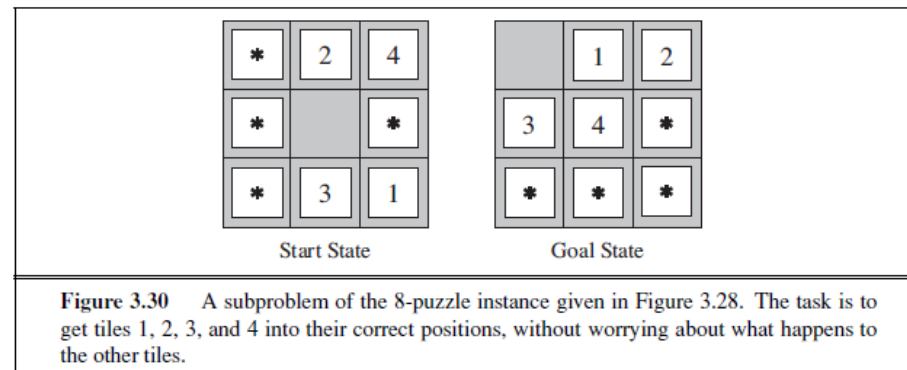 * 2 4 1 2
* * 3 4 *
* 3 1 * * *
Start State Goal State
Figure 3.30 A subproblem of the 8-puzzle instance given in Figure 3.28. The task is to
get tiles 1, 2, 3, and 4 into their correct positions, without worrying about what happens to
the other tiles.